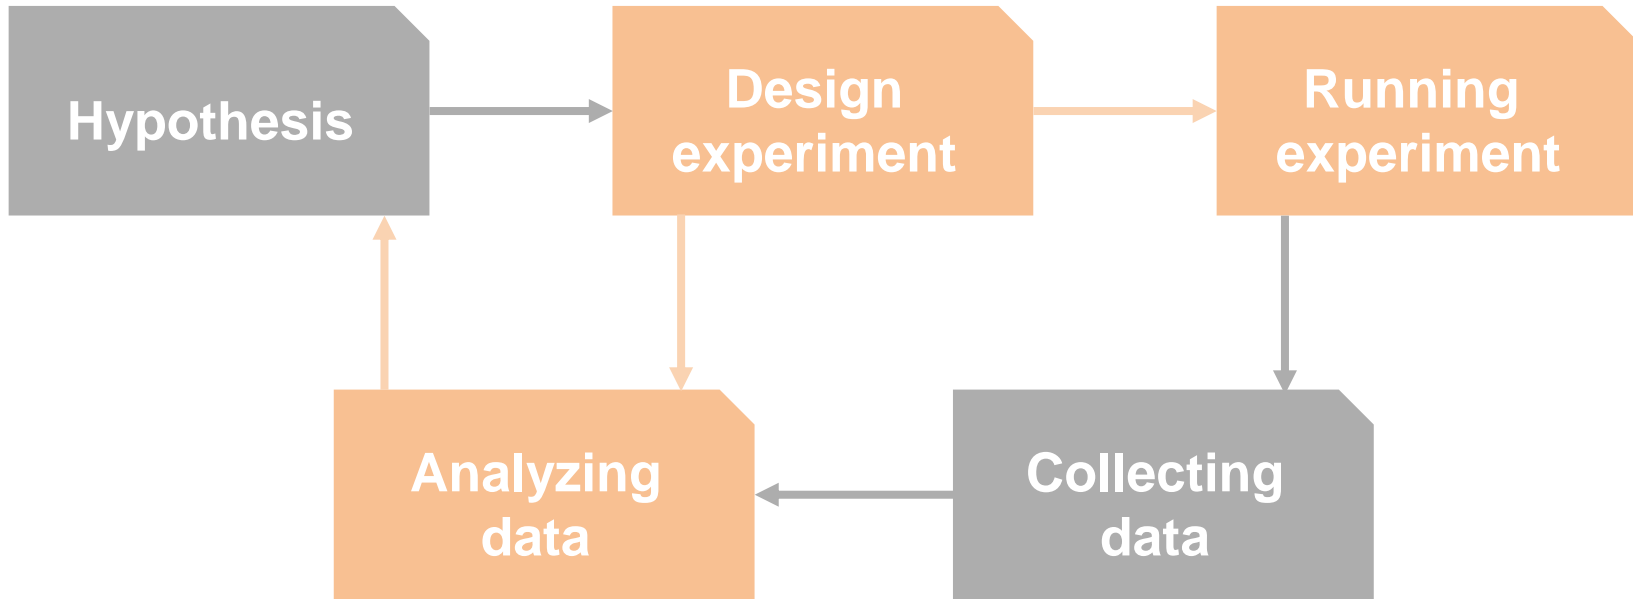 Hypothesis
Design
experiment
Running
experiment
Analyzing
data
Collecting
data